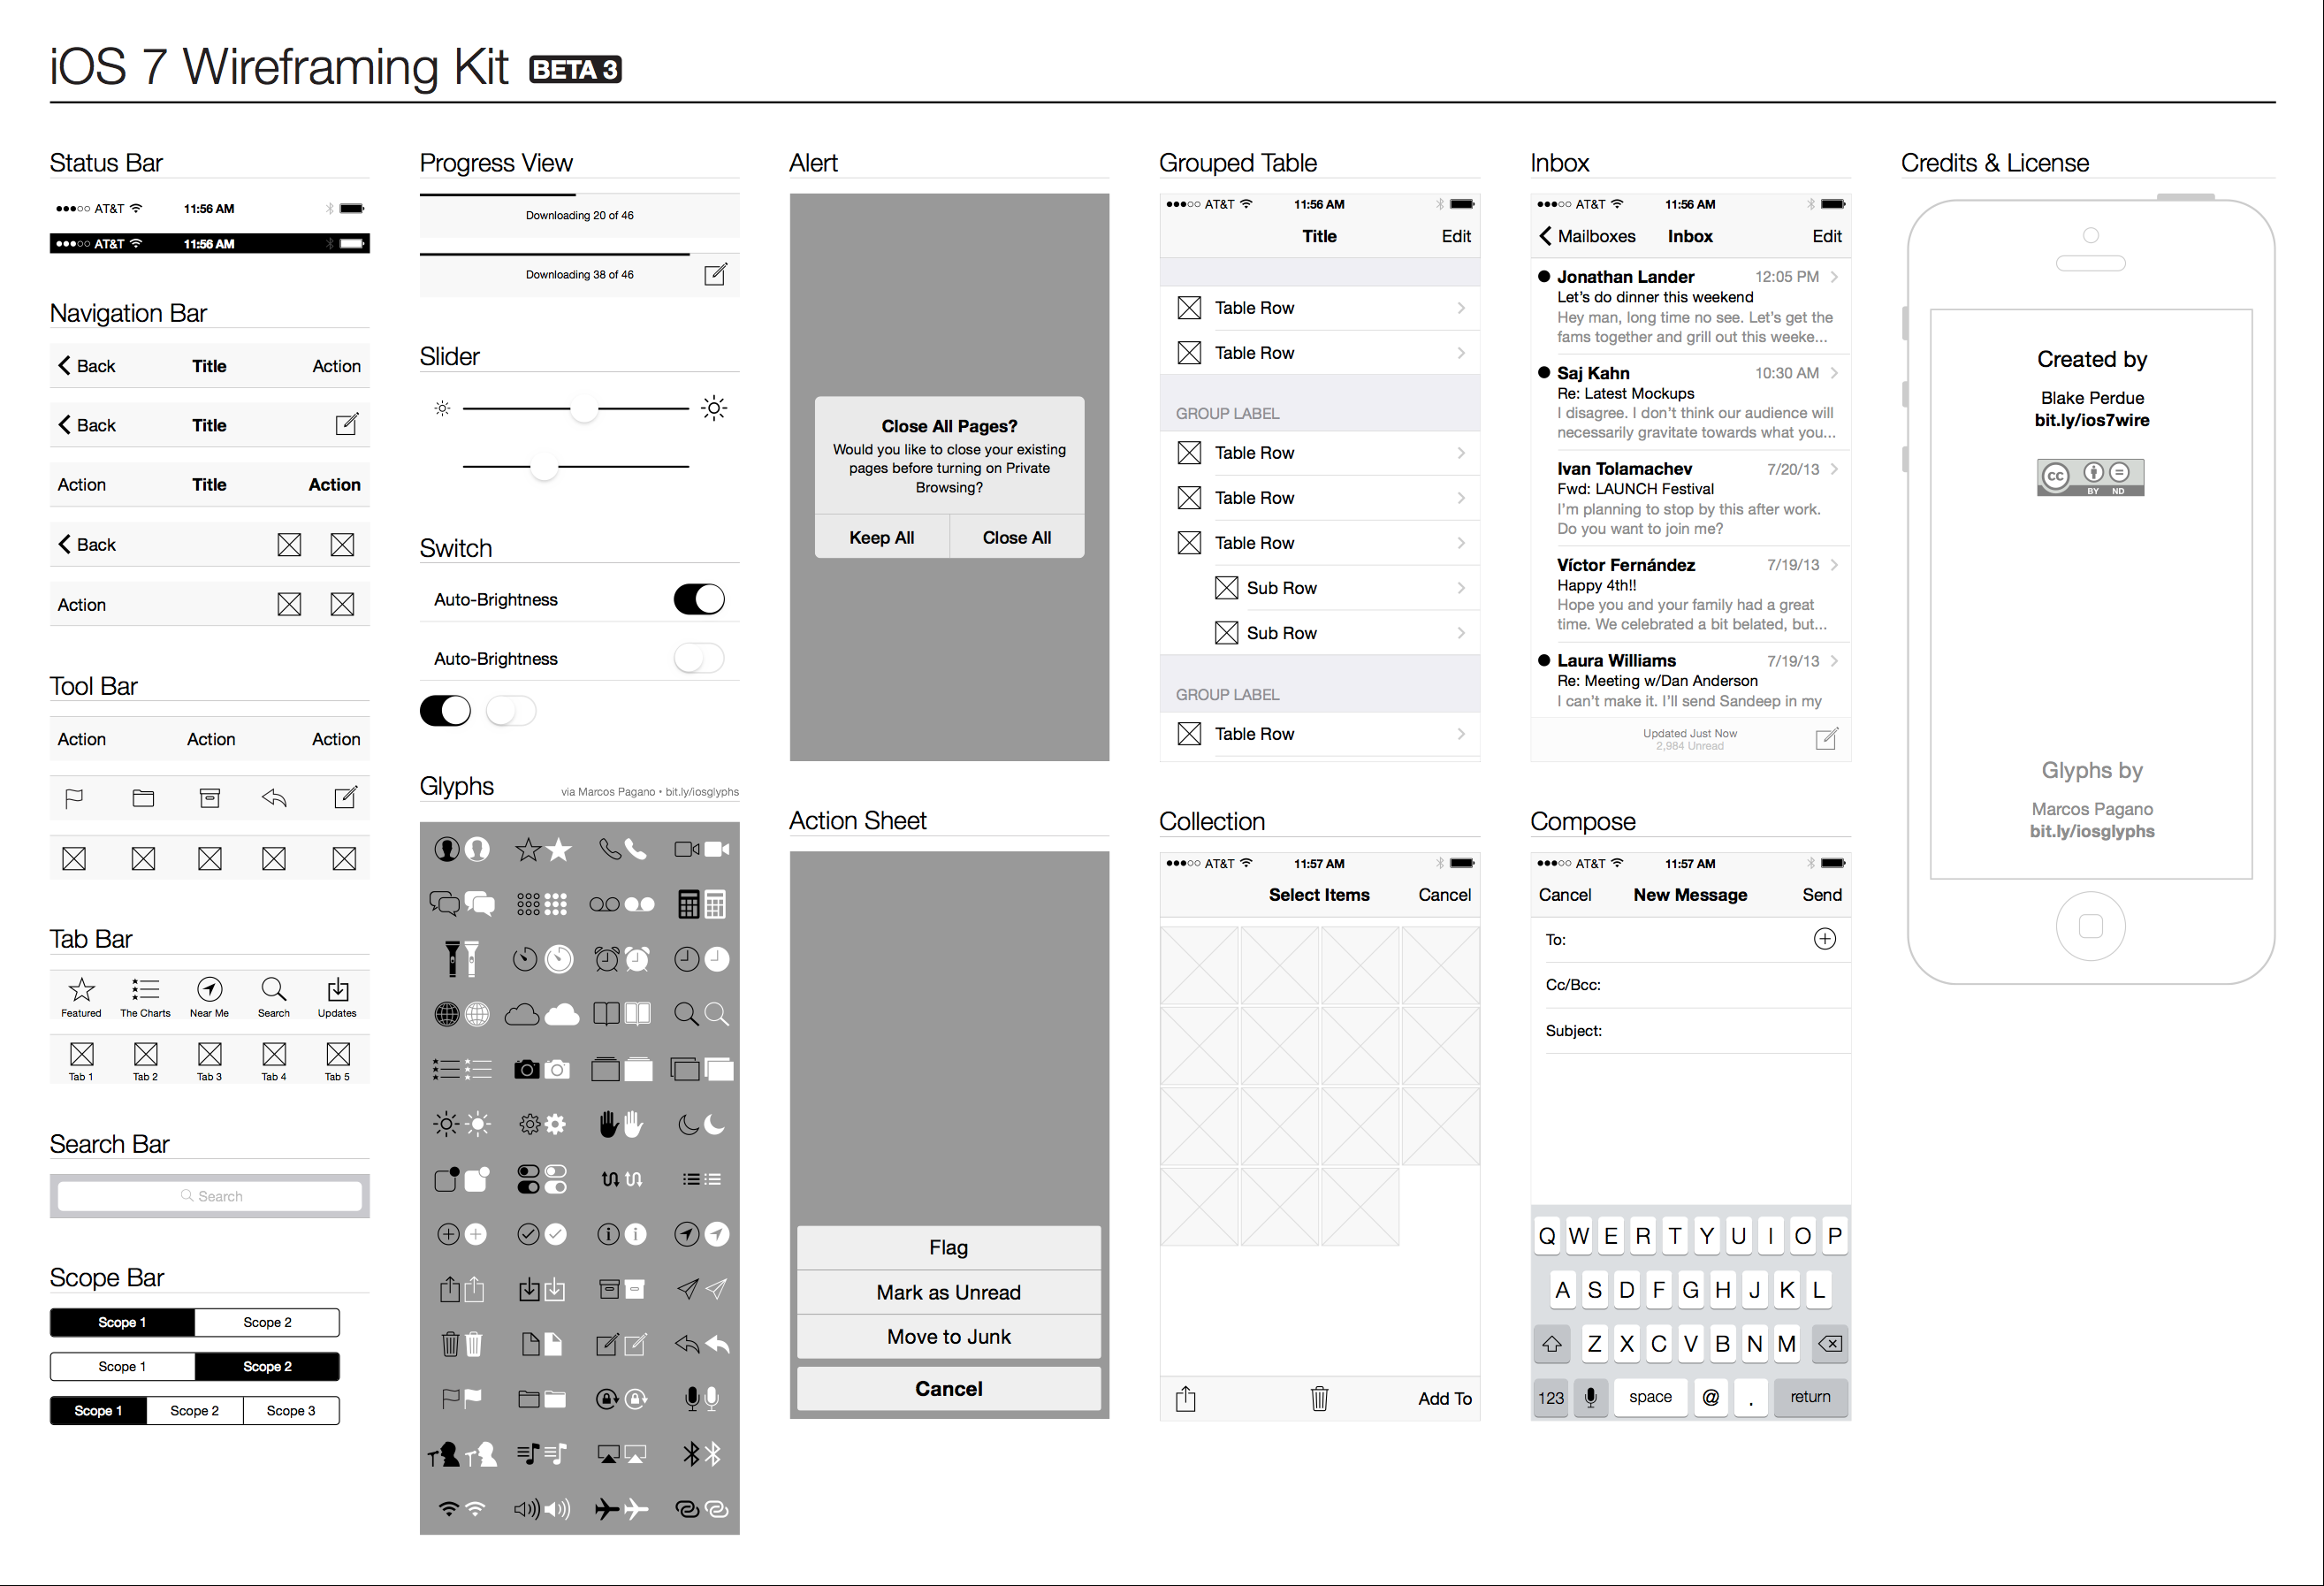 iOS 7 Wireframing Kit BETA 3
Status Bar
AT&T 11:56 AM
AT&T 11:56 AM
Navigation Bar
Back Title Action
Back Title
Action Title Action
Back
Action
Tool Bar
Action Action Action
Tab Bar
Featured The Charts Near Me Search Updates
Tab 1 Tab 2 Tab 3 Tab 4 Tab 5
Search Bar
Search
Scope Bar
Scope 1 Scope 2
Scope 1 Scope 2
Scope 1 Scope 2 Scope 3
Progress View
Downloading 20 of 46
Downloading 38 of 46
Slider
Switch
Auto-Brightness
Auto-Brightness
Glyphs via Marcos Pagano • bit.ly/iosglyphs
Alert
Close All Pages?
Would you like to close your existing
pages before turning on Private
Browsing?
Keep All Close All
Action Sheet
Flag
Mark as Unread
Move to Junk
Cancel
Grouped Table
AT&T 11:56 AM
Title Edit
Table Row
Table Row
GROUP LABEL
Table Row
Table Row
Table Row
Sub Row
Sub Row
GROUP LABEL
Table Row
Collection
AT&T 11:57 AM
Select Items Cancel
Add To
Inbox
AT&T 11:56 AM
Mailboxes Inbox Edit
Jonathan Lander 12:05 PM
Let's do dinner this weekend
Hey man, long time no see. Let's get the
fams together and grill out this weeke...
Saj Kahn 10:30 AM
Re: Latest Mockups
I disagree. I don't think our audience will
necessarily gravitate towards what you...
Ivan Tolamachev 7/20/13
Fwd: LAUNCH Festival
I'm planning to stop by this after work.
Do you want to join me?
Víctor Fernández 7/19/13
Happy 4th!!
Hope you and your family had a great
time. We celebrated a bit belated, but...
Laura Williams 7/19/13
Re: Meeting w/Dan Anderson
I can't make it. I'll send Sandeep in my
Updated Just Now
2,984 Unread
Compose
AT&T 11:57 AM
Cancel New Message Send
To:
Cc/Bcc:
Subject:
Q W E R T Y U I O P
A S D F G H J K L
Z X C V B N M
123 space @ . return
Credits & License
Created by
Blake Perdue
bit.ly/ios7wire
CC BY ND
Glyphs by
Marcos Pagano
bit.ly/iosglyphs